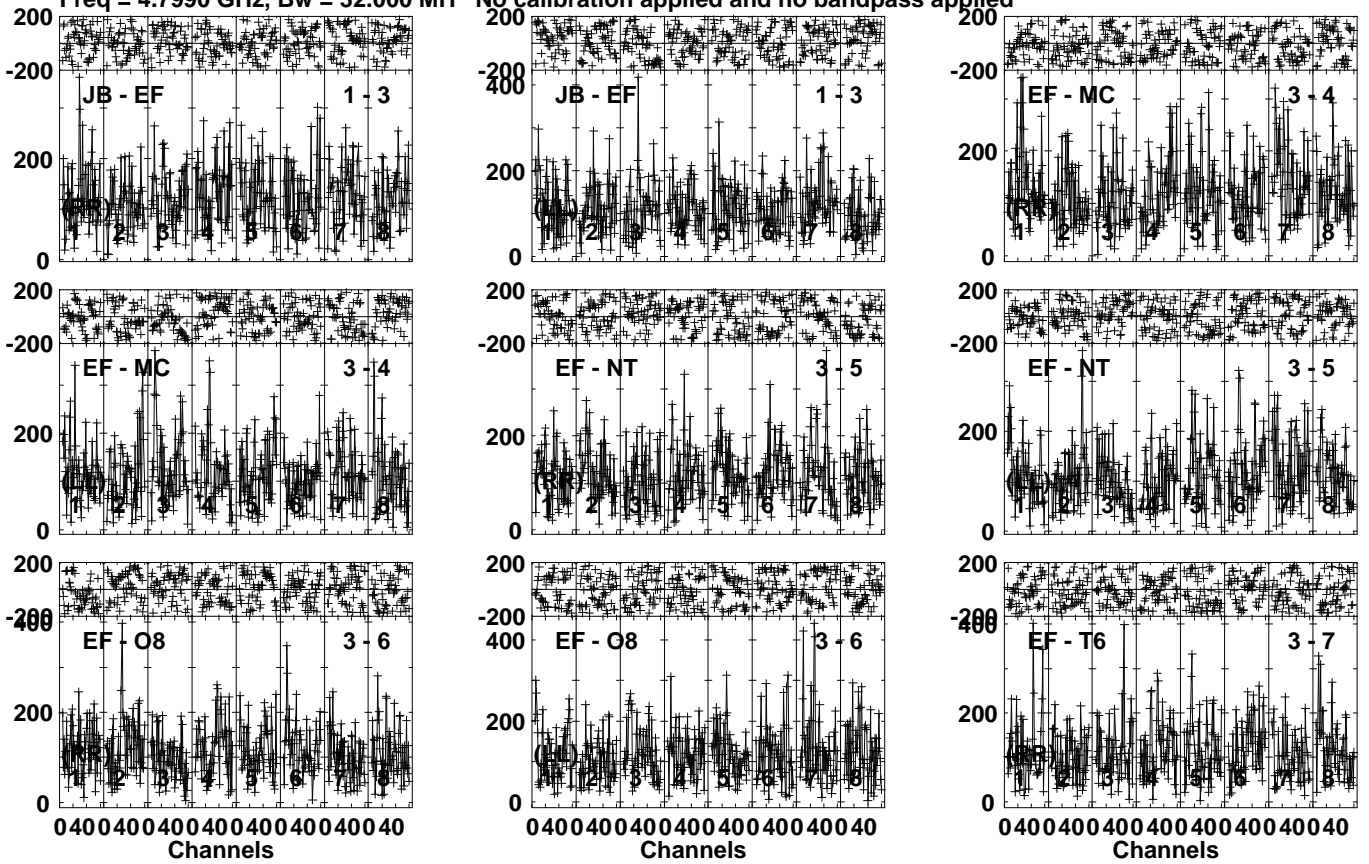 Freq = 4.7990 GHz, Bw = 32.000 MH No calibration applied and no bandpass applied
200 200 200
-200 -200 -200
JB - EF 1 - 3 400 JB - EF 1 - 3 EF - MC 3 - 4
200 200 200
(RR) (LL) (RR)
1 2 3 4 5 6 7 8 1 2 3 4 5 6 7 8 1 2 3 4 5 6 7 8
0 0 0
200 200 200
-200 -200 -200
EF - MC 3 - 4 EF - NT 3 - 5 EF - NT 3 - 5
200 200 200
(LL) (RR) (LL)
1 2 3 4 5 6 7 8 1 2 3 4 5 6 7 8 1 2 3 4 5 6 7 8
0 0 0
200 200 200
-200 -200 -200
400 EF - O8 3 - 6 400 EF - O8 3 - 6 400 EF - T6 3 - 7
200 200 200
(RR) (LL) (RR)
1 2 3 4 5 6 7 8 1 2 3 4 5 6 7 8 1 2 3 4 5 6 7 8
0 0 0
0 40 0 40 0 40 0 40 0 40 0 40 0 40 0 40 0 40 0 40 0 40 0 40 0 40 0 40 0 40 0 40 0 40 0 40 0 40 0 40 0 40 0 40 0 40 0 40
Channels Channels Channels